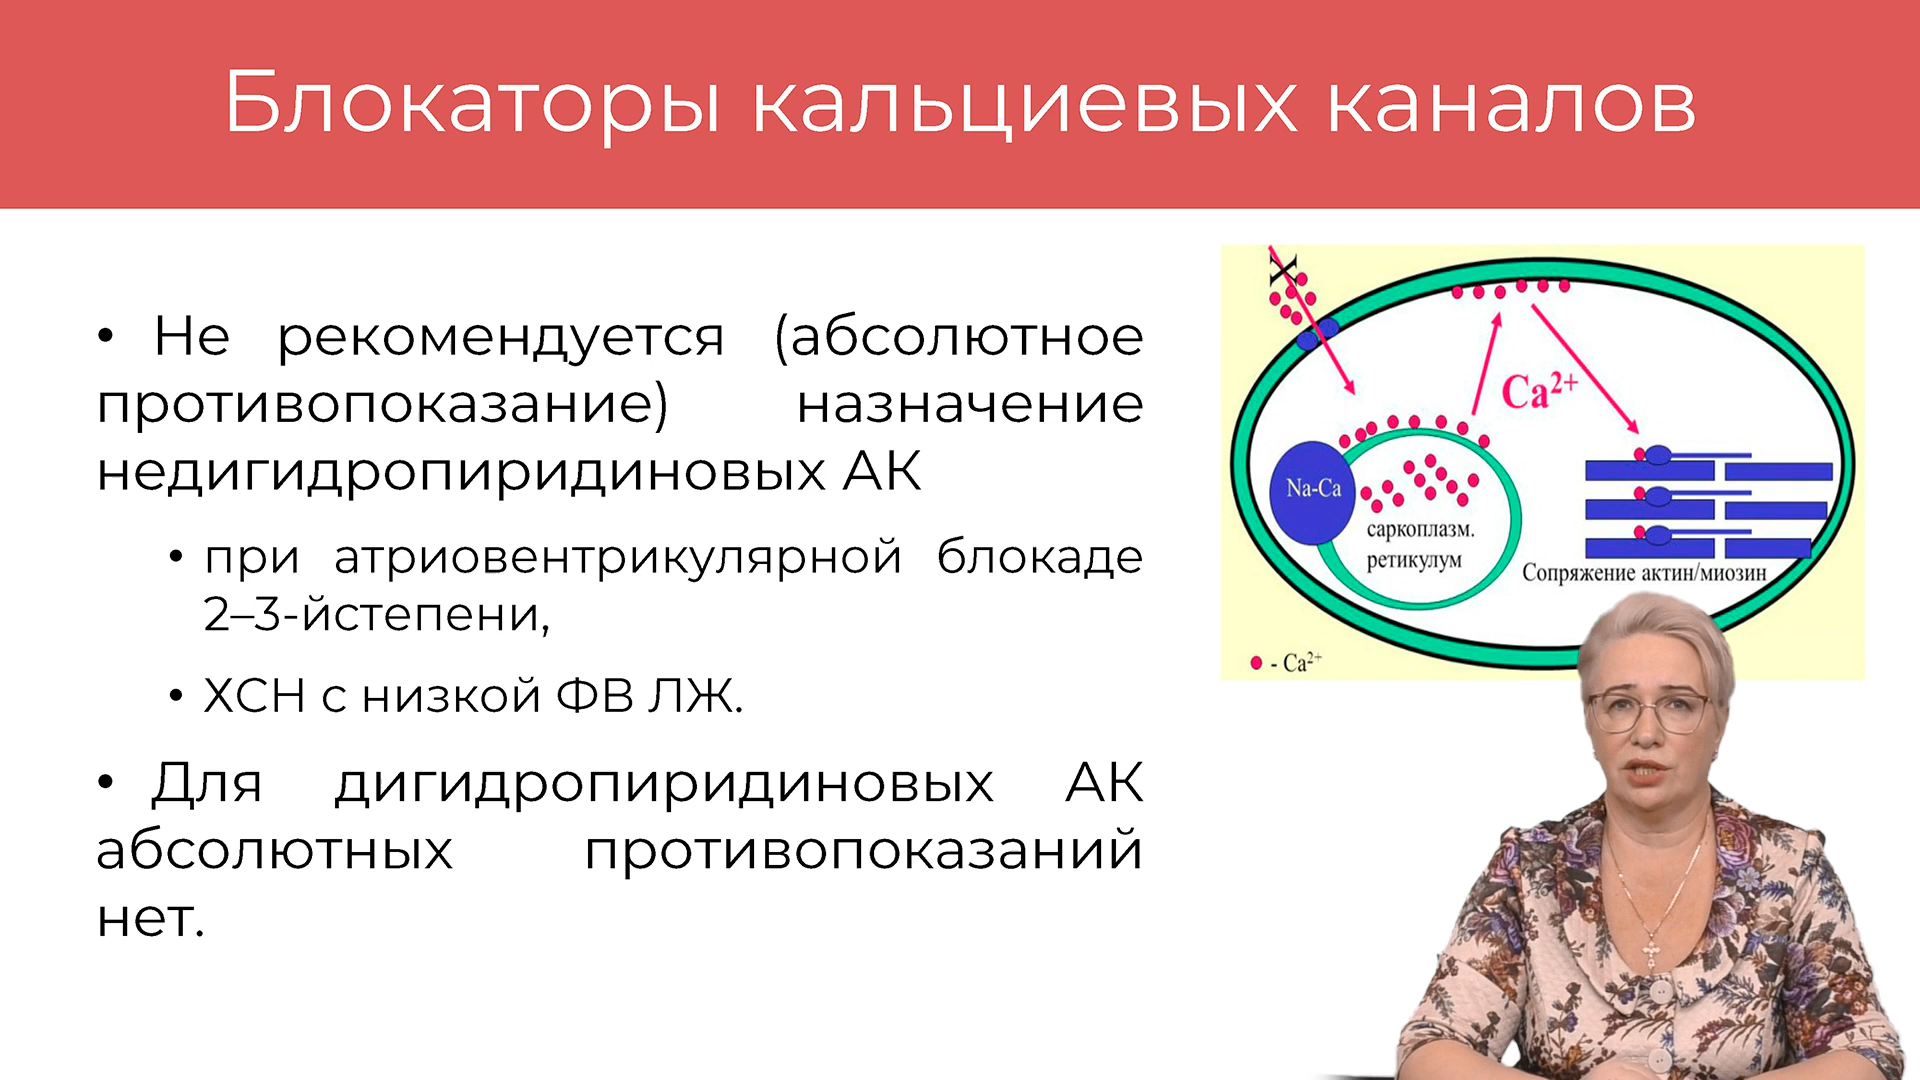 Блокаторы кальциевых каналов
• Не рекомендуется (абсолютное
противопоказание) назначение
недигидропиридиновых АК
• при атриовентрикулярной блокаде
2–3-йстепени,
• ХСН с низкой ФВ ЛЖ.
• Для дигидропиридиновых АК
абсолютных противопоказаний
нет.
X
Ca²⁺
Na-Ca
саркоплазм.
ретикулум
Сопряжение актин/миозин
- Ca²⁺